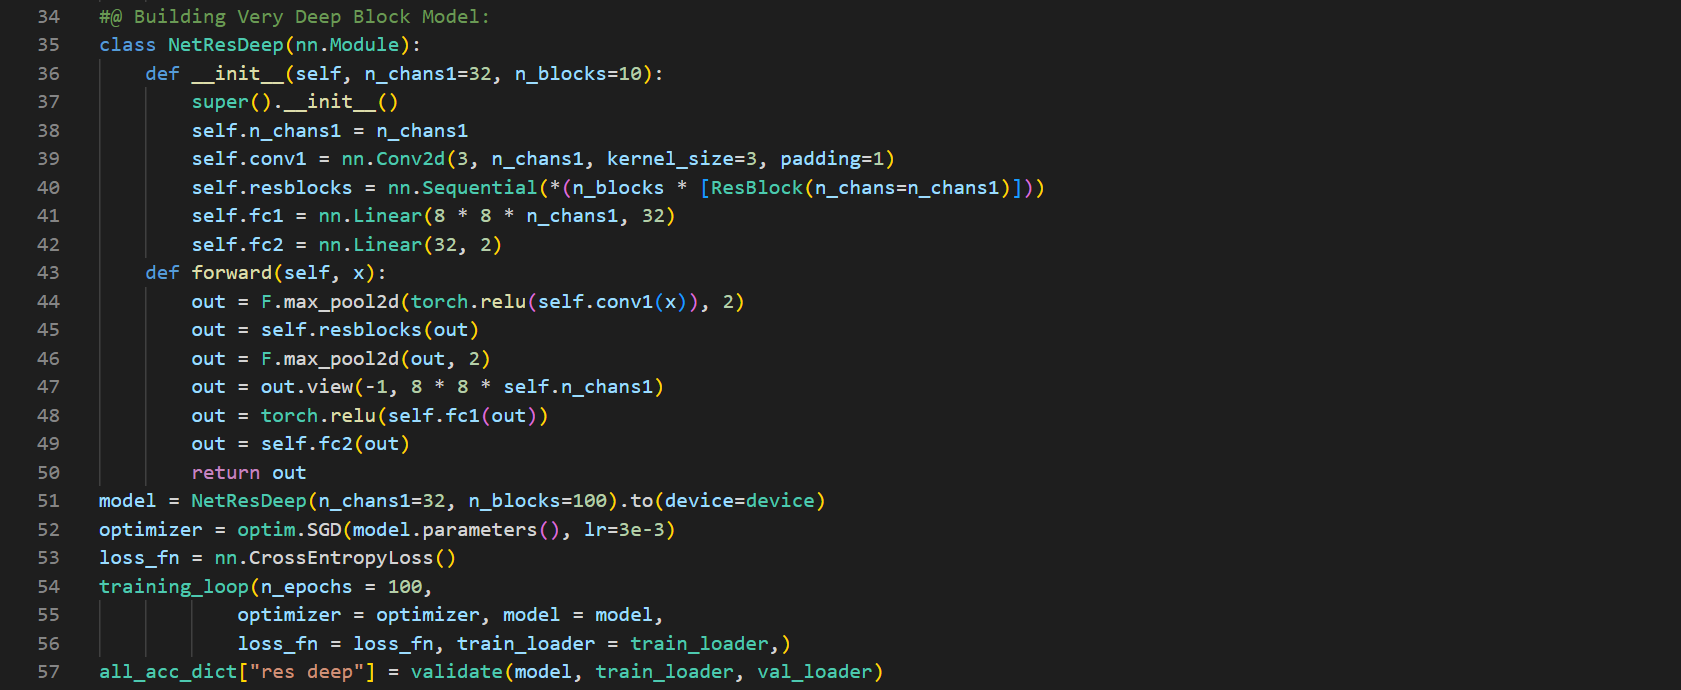 34 #@ Building Very Deep Block Model:
35 class NetResDeep(nn.Module):
36     def __init__(self, n_chans1=32, n_blocks=10):
37         super().__init__()
38         self.n_chans1 = n_chans1
39         self.conv1 = nn.Conv2d(3, n_chans1, kernel_size=3, padding=1)
40         self.resblocks = nn.Sequential(*(n_blocks * [ResBlock(n_chans=n_chans1)]))
41         self.fc1 = nn.Linear(8 * 8 * n_chans1, 32)
42         self.fc2 = nn.Linear(32, 2)
43     def forward(self, x):
44         out = F.max_pool2d(torch.relu(self.conv1(x)), 2)
45         out = self.resblocks(out)
46         out = F.max_pool2d(out, 2)
47         out = out.view(-1, 8 * 8 * self.n_chans1)
48         out = torch.relu(self.fc1(out))
49         out = self.fc2(out)
50         return out
51 model = NetResDeep(n_chans1=32, n_blocks=100).to(device=device)
52 optimizer = optim.SGD(model.parameters(), lr=3e-3)
53 loss_fn = nn.CrossEntropyLoss()
54 training_loop(n_epochs = 100,
55             optimizer = optimizer, model = model,
56             loss_fn = loss_fn, train_loader = train_loader,)
57 all_acc_dict["res deep"] = validate(model, train_loader, val_loader)